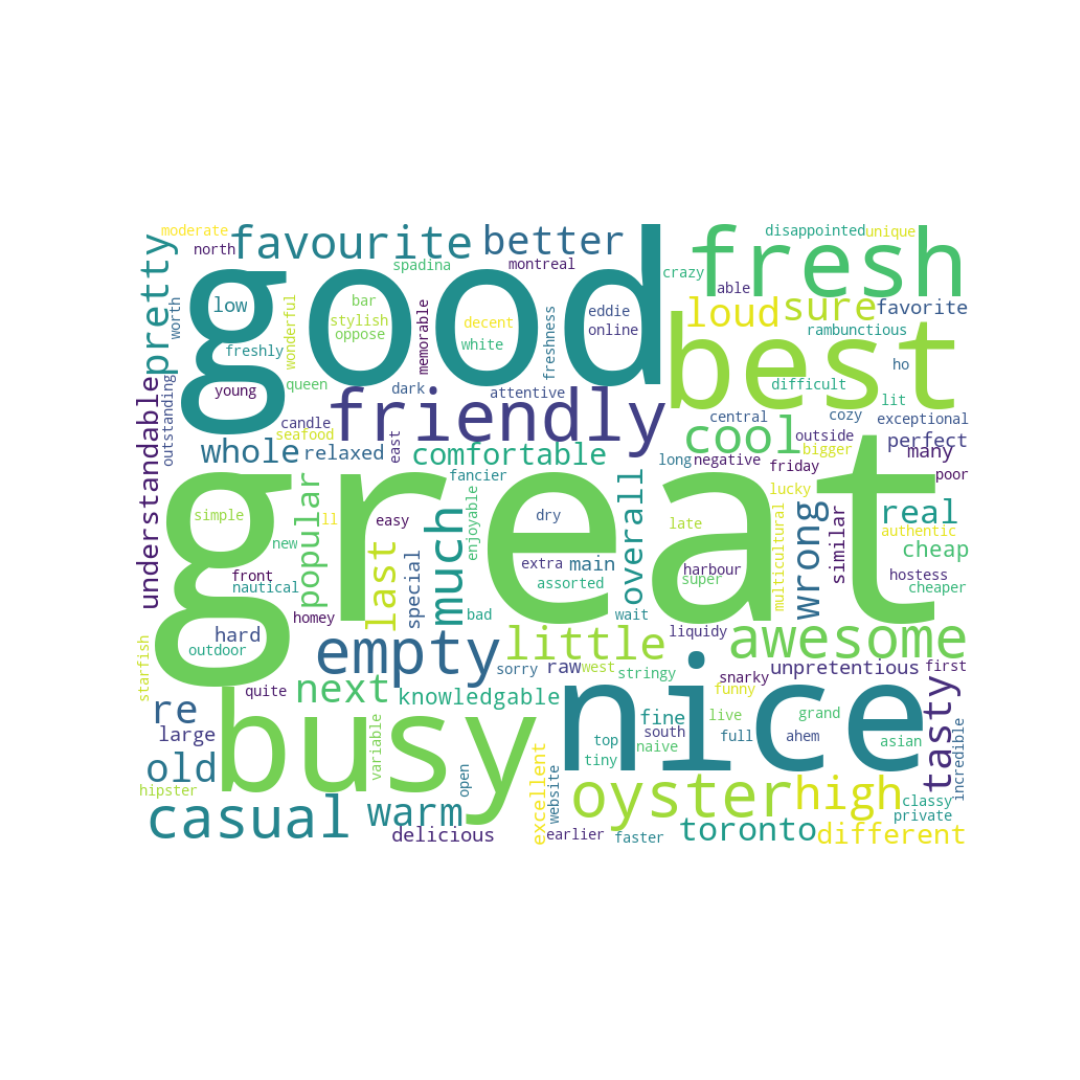 moderate
north
pretty
worth
favourite
better
spadina
montreal
good
fresh
disappointed
unique
crazy
able
low
wonderful
bar
stylish
oppose
memorable
decent
white
freshness
eddie
online
loud
sure
favorite
rambunctious
best
ho
freshly
young
queen
dark
attentive
difficult
lit
understandable
outstanding
candle
seafood
friendly
central
cozy
exceptional
whole
relaxed
east
comfortable
cool
outside
bigger
perfect
many
fancier
long
negative
friday
poor
great
simple
popular
ll
last
easy
much
special
enjoyable
dry
overall
late
lucky
multicultural
wrong
similar
real
authentic
new
front
nautical
extra
main
assorted
harbour
super
cheap
hostess
cheaper
homey
bad
wait
hard
outdoor
starfish
empty
little
liquidy
awesome
sorry
raw
west
stringy
snarky
funny
unpretentious
first
quite
next
knowledgable
busy
nice
tasty
re
large
variable
fine
south
naive
live
grand
top
tiny
full
ahem
asian
incredible
old
hipster
open
excellent
website
oyster
high
classy
private
casual
warm
delicious
earlier
faster
toronto
different